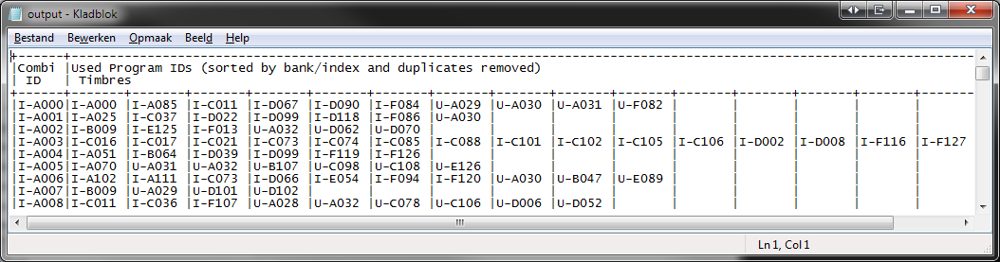 output - Kladblok
Bestand Bewerken Opmaak Beeld Help
+------+------------------------------------------------------------
|Combi |Used Program IDs (sorted by bank/index and duplicates removed)
| ID | Timbres
+------+------+------+------+------+------+------+------+------+------+------+------+------+------+------+------
|I-A000|I-A000 |I-A085 |I-C011 |I-D067 |I-D090 |I-F084 |U-A029 |U-A030 |U-A031 |U-F082 | | | | |
|I-A001|I-A025 |I-C037 |I-D022 |I-D099 |I-D118 |I-F086 |U-A030 | | | | | | | |
|I-A002|I-B009 |I-E125 |I-F013 |U-A032 |U-D062 |U-D070 | | | | | | | | |
|I-A003|I-C016 |I-C017 |I-C021 |I-C073 |I-C074 |I-C085 |I-C088 |I-C101 |I-C102 |I-C105 |I-C106 |I-D002 |I-D008 |I-F116 |I-F127
|I-A004|I-A051 |I-B064 |I-D039 |I-D099 |I-F119 |I-F126 | | | | | | | | |
|I-A005|I-A070 |U-A031 |U-A032 |U-B107 |U-C098 |U-C108 |U-E126 | | | | | | | |
|I-A006|I-A102 |I-A111 |I-C073 |I-D066 |I-E054 |I-F094 |I-F120 |U-A030 |U-B047 |U-E089 | | | | |
|I-A007|I-B009 |U-A029 |U-D101 |U-D102 | | | | | | | | | | |
|I-A008|I-C011 |I-C036 |I-F107 |U-A028 |U-A032 |U-C078 |U-C106 |U-D006 |U-D052 | | | | | |
Ln 1, Col 1